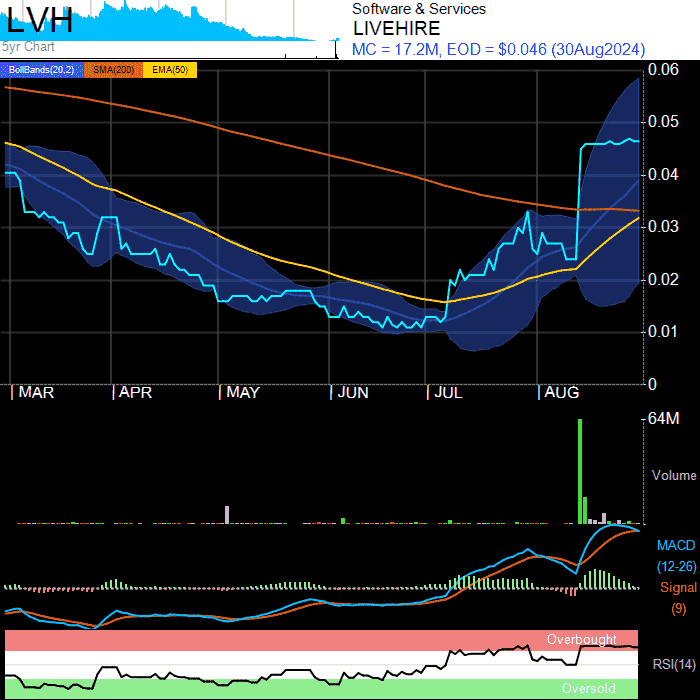 LVH
5yr Chart
Software & Services
LIVEHIRE
MC = 17.2M, EOD = $0.046 (30Aug2024)
BollBands(20,2) SMA(200) EMA(50)
0.06
0.05
0.04
0.03
0.02
0.01
0
MAR APR MAY JUN JUL AUG
64M
Volume
MACD
(12-26)
Signal
(9)
Overbought
RSI(14)
Oversold